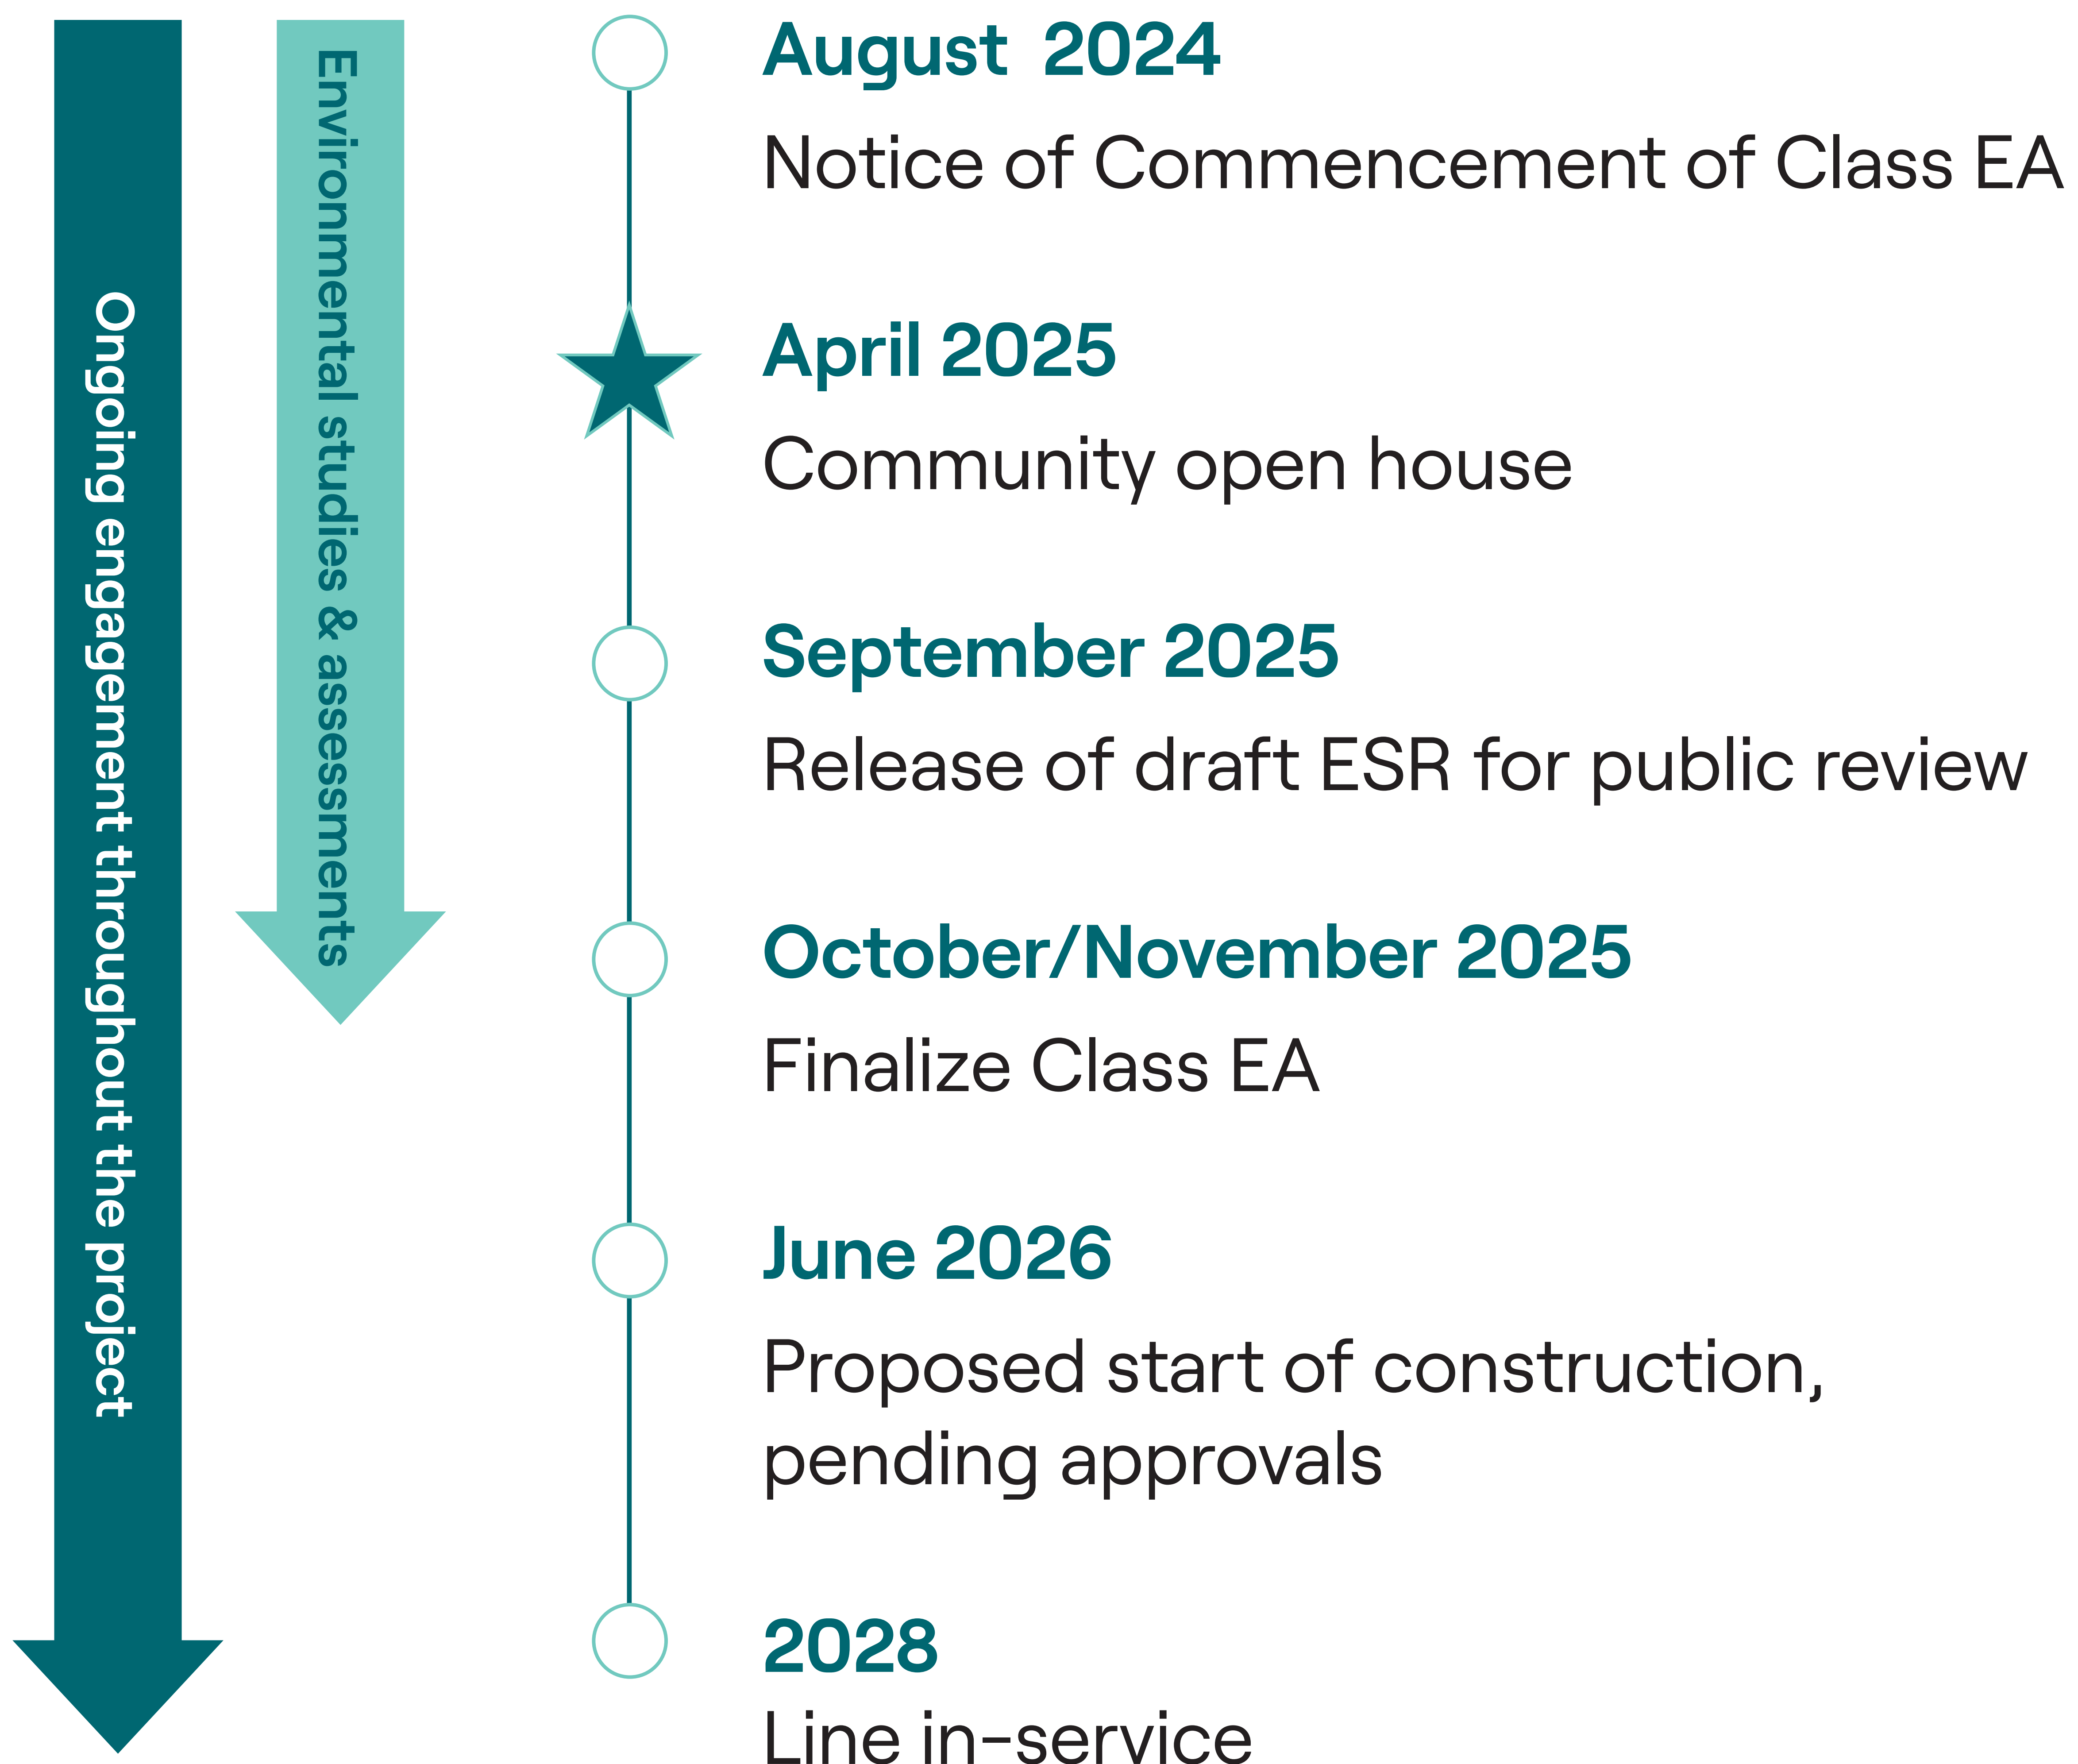 Ongoing engagement throughout the project
Environmental studies & assessments
August 2024
Notice of Commencement of Class EA
April 2025
Community open house
September 2025
Release of draft ESR for public review
October/November 2025
Finalize Class EA
June 2026
Proposed start of construction,
pending approvals
2028
Line in-service